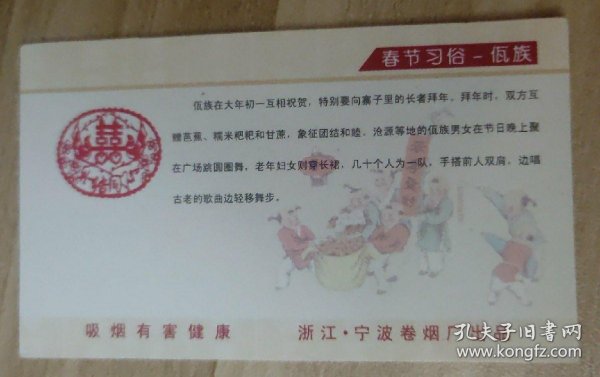 春节习俗－佤族
佤族在大年初一互相祝贺，特别要向寨子里的长者拜年。拜年时，双方互
赠芭蕉、糯米粑粑和甘蔗，象征团结和睦。沧源等地的佤族男女在节日晚上聚
在广场跳圆圈舞，老年妇女则穿长裙，几十个人为一队，手搭前人双肩，边唱
古老的歌曲边轻移舞步。
囍
吸烟有害健康
浙江·宁波卷烟厂出品
孔夫子旧书网
www.kongfz.com